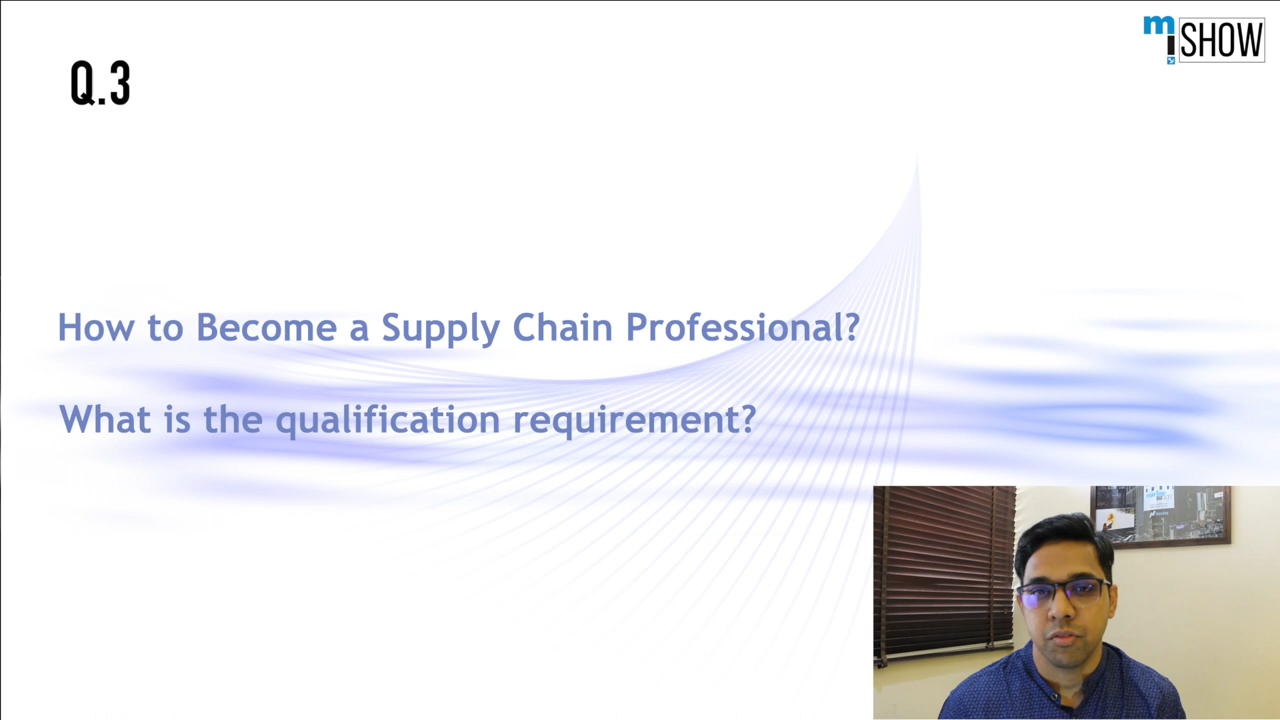 mi SHOW
Q.3
How to Become a Supply Chain Professional?
What is the qualification requirement?